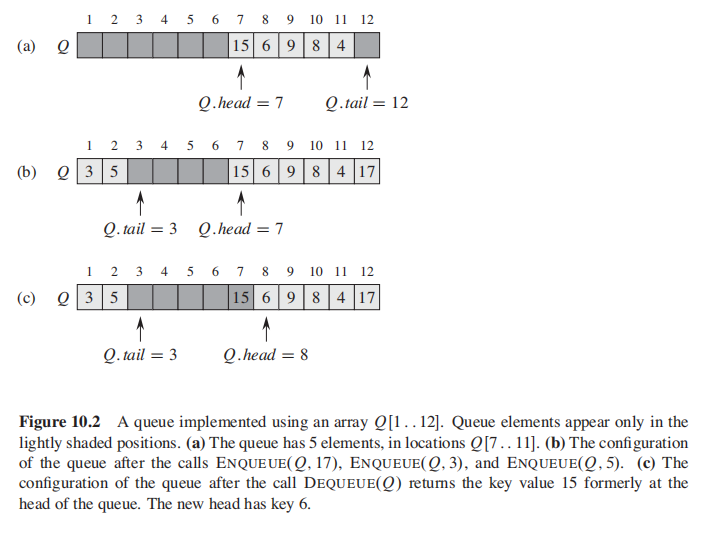 1 2 3 4 5 6 7 8 9 10 11 12
(a) Q 15 6 9 8 4
Q.head = 7 Q.tail = 12
1 2 3 4 5 6 7 8 9 10 11 12
(b) Q 3 5 15 6 9 8 4 17
Q.tail = 3 Q.head = 7
1 2 3 4 5 6 7 8 9 10 11 12
(c) Q 3 5 15 6 9 8 4 17
Q.tail = 3 Q.head = 8
Figure 10.2 A queue implemented using an array Q[1 . . 12]. Queue elements appear only in the
lightly shaded positions. (a) The queue has 5 elements, in locations Q[7 . . 11]. (b) The configuration
of the queue after the calls ENQUEUE(Q, 17), ENQUEUE(Q, 3), and ENQUEUE(Q, 5). (c) The
configuration of the queue after the call DEQUEUE(Q) returns the key value 15 formerly at the
head of the queue. The new head has key 6.